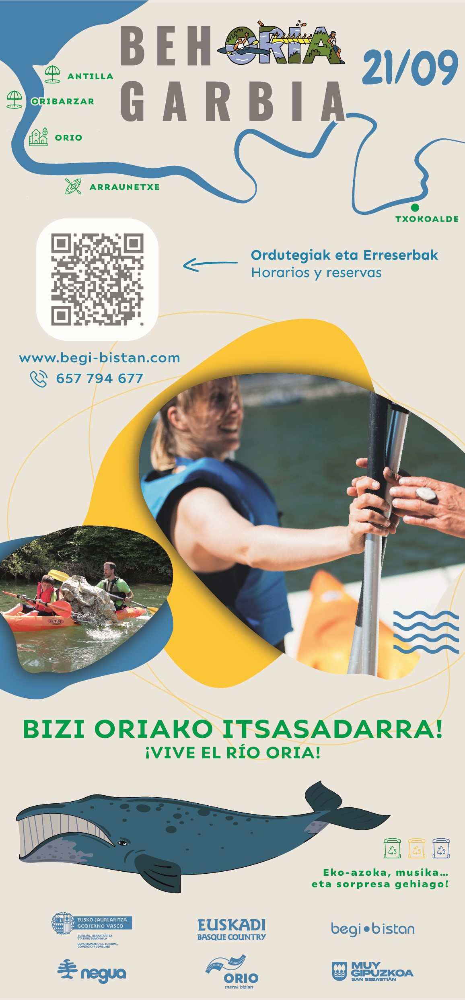 BEHORIA
GARBIA
21/09
ANTILLA
ORIBARZAR
ORIO
ARRAUNETXE
TXOKOALDE
Ordutegiak eta Erreserbak
Horarios y reservas
www.begi-bistan.com
657 794 677
RTM
BIZI ORIAKO ITSASADARRA!
¡VIVE EL RÍO ORIA!
Eko-azoka, musika...
eta sorpresa gehiago!
EUSKO JAURLARITZA
GOBIERNO VASCO
TURISMO, MERKATARITZA
ETA KONTSUMO SAILA
DEPARTAMENTO DE TURISMO,
COMERCIO Y CONSUMO
EUSKADI
BASQUE COUNTRY
begi•bistan
negua
ORIO
marea bizian
MUY
GIPUZKOA
SAN SEBASTIÁN